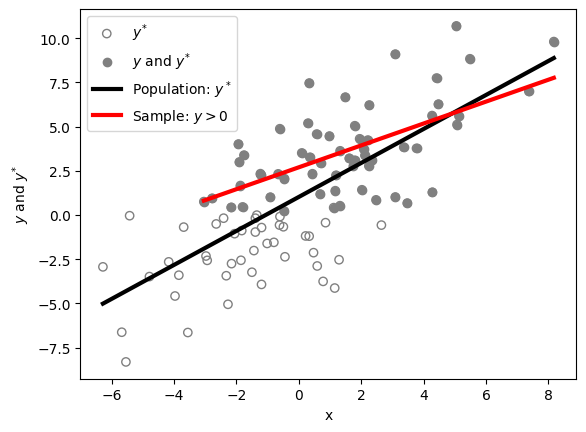 y*
y and y*
Population: y*
Sample: y > 0
y and y*
10.0
7.5
5.0
2.5
0.0
−2.5
−5.0
−7.5
−6 −4 −2 0 2 4 6 8
x